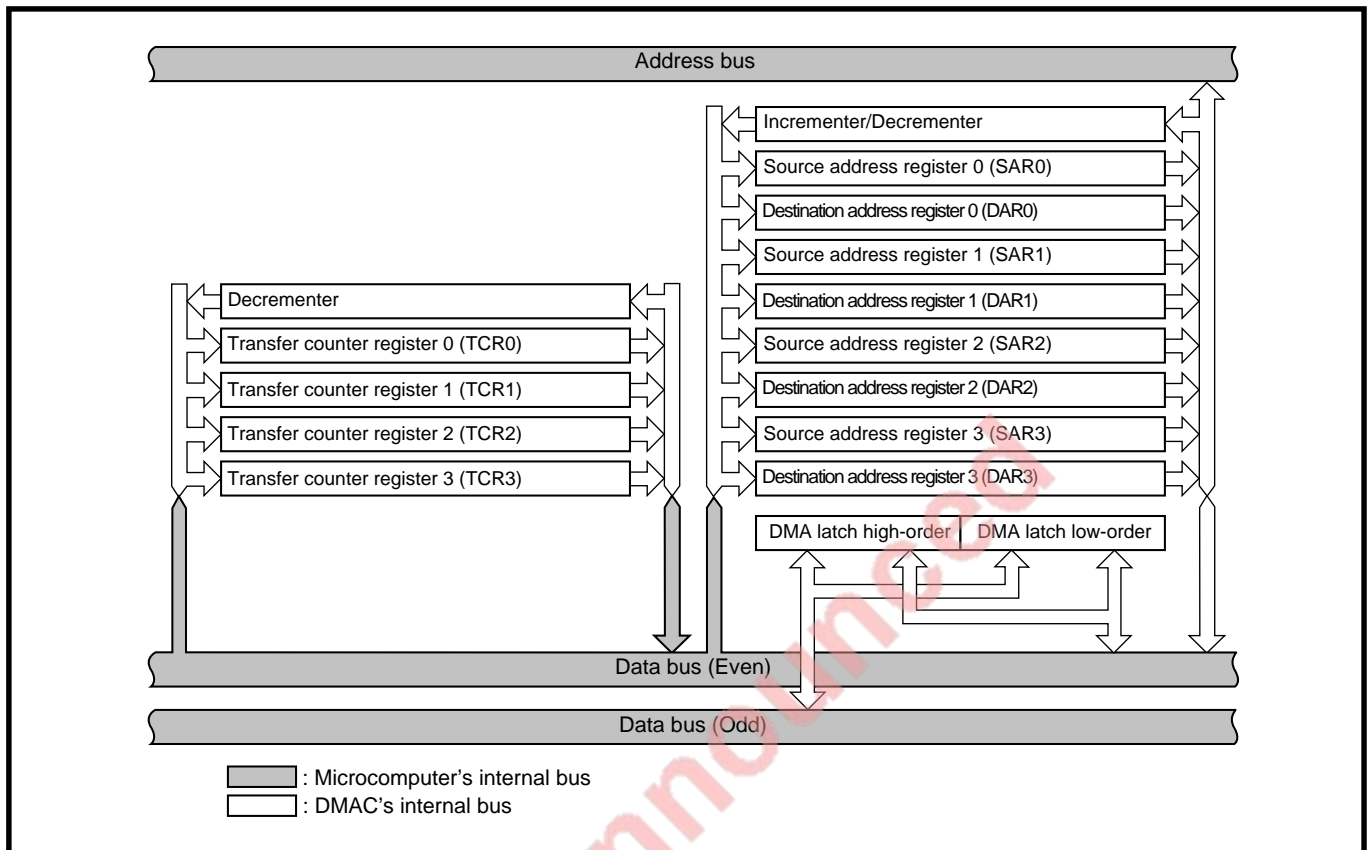 Address bus
Incrementer/Decrementer
Source address register 0 (SAR0)
Destination address register 0 (DAR0)
Source address register 1 (SAR1)
Destination address register 1 (DAR1)
Source address register 2 (SAR2)
Destination address register 2 (DAR2)
Source address register 3 (SAR3)
Destination address register 3 (DAR3)
DMA latch high-order
DMA latch low-order
Decrementer
Transfer counter register 0 (TCR0)
Transfer counter register 1 (TCR1)
Transfer counter register 2 (TCR2)
Transfer counter register 3 (TCR3)
Data bus (Even)
Data bus (Odd)
: Microcomputer's internal bus
: DMAC's internal bus
nnounced